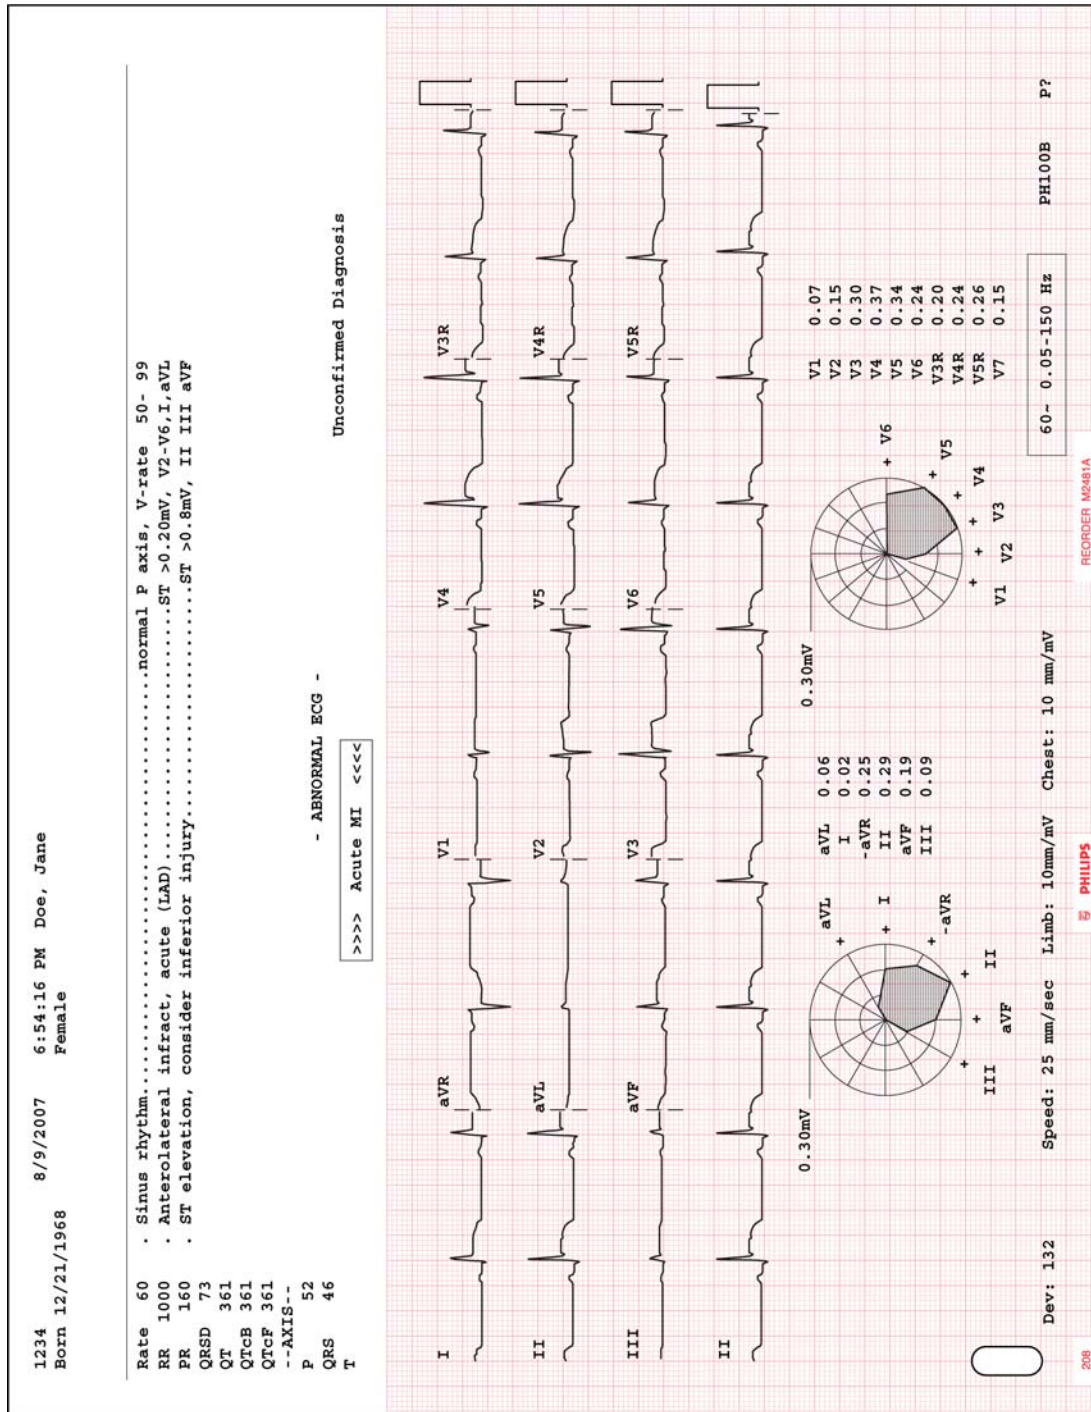 1234 8/9/2007 6:54:16 PM Doe, Jane
Born 12/21/1968 Female
Rate 60 . Sinus rhythm......................................normal P axis, V-rate 50- 99
RR 1000 . Anterolateral infract, acute (LAD)........................ST >0.20mV, V2-V6,I,aVL
PR 160 . ST elevation, consider inferior injury.........................ST >0.8mV, II III aVF
QRSD 73
QT 361
QTcB 361
QTcF 361
--AXIS--
P 52
QRS 46
T
- ABNORMAL ECG -
>>>> Acute MI <<<<
Unconfirmed Diagnosis
I aVR V1 V4 V3R
II aVL V2 V5 V4R
III aVF V3 V6 V5R
II
0.30mV
aVL
I
-aVR
II
aVF
III
aVL 0.06
I 0.02
-aVR 0.25
II 0.29
aVF 0.19
III 0.09
0.30mV
V6
V5
V4
V3
V2
V1
V1 0.07
V2 0.15
V3 0.30
V4 0.37
V5 0.34
V6 0.24
V3R 0.20
V4R 0.24
V5R 0.26
V7 0.15
Dev: 132 Speed: 25 mm/sec Limb: 10mm/mV Chest: 10 mm/mV 60~ 0.05-150 Hz PH100B P?
208 PHILIPS REORDER M2481A